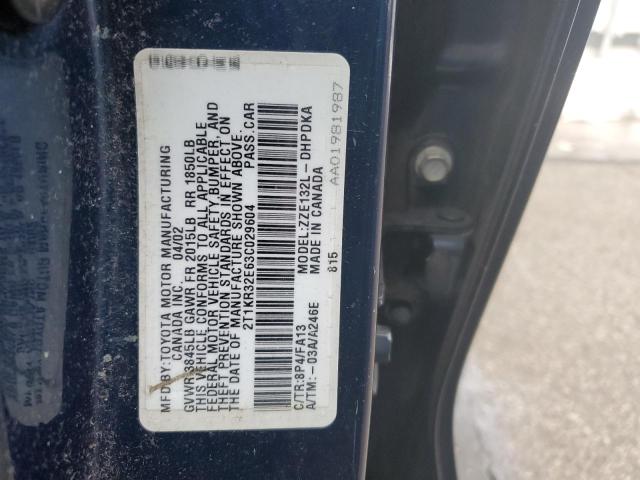 MFD.BY:TOYOTA MOTOR MANUFACTURING
CANADA INC. 04/02
GVWR 3845LB GAWR FR 2015LB RR 1850LB
THIS VEHICLE CONFORMS TO ALL APPLICABLE
FEDERAL MOTOR VEHICLE SAFETY, BUMPER, AND
THEFT PREVENTION STANDARDS IN EFFECT ON
THE DATE OF MANUFACTURE SHOWN ABOVE.
2T1KR32E63C029604 PASS.CAR
C/TR:8P4/FA13 MODEL:ZZE132L-DHPDKA
A/TM:-03A/A246E MADE IN CANADA
815
AA01981987